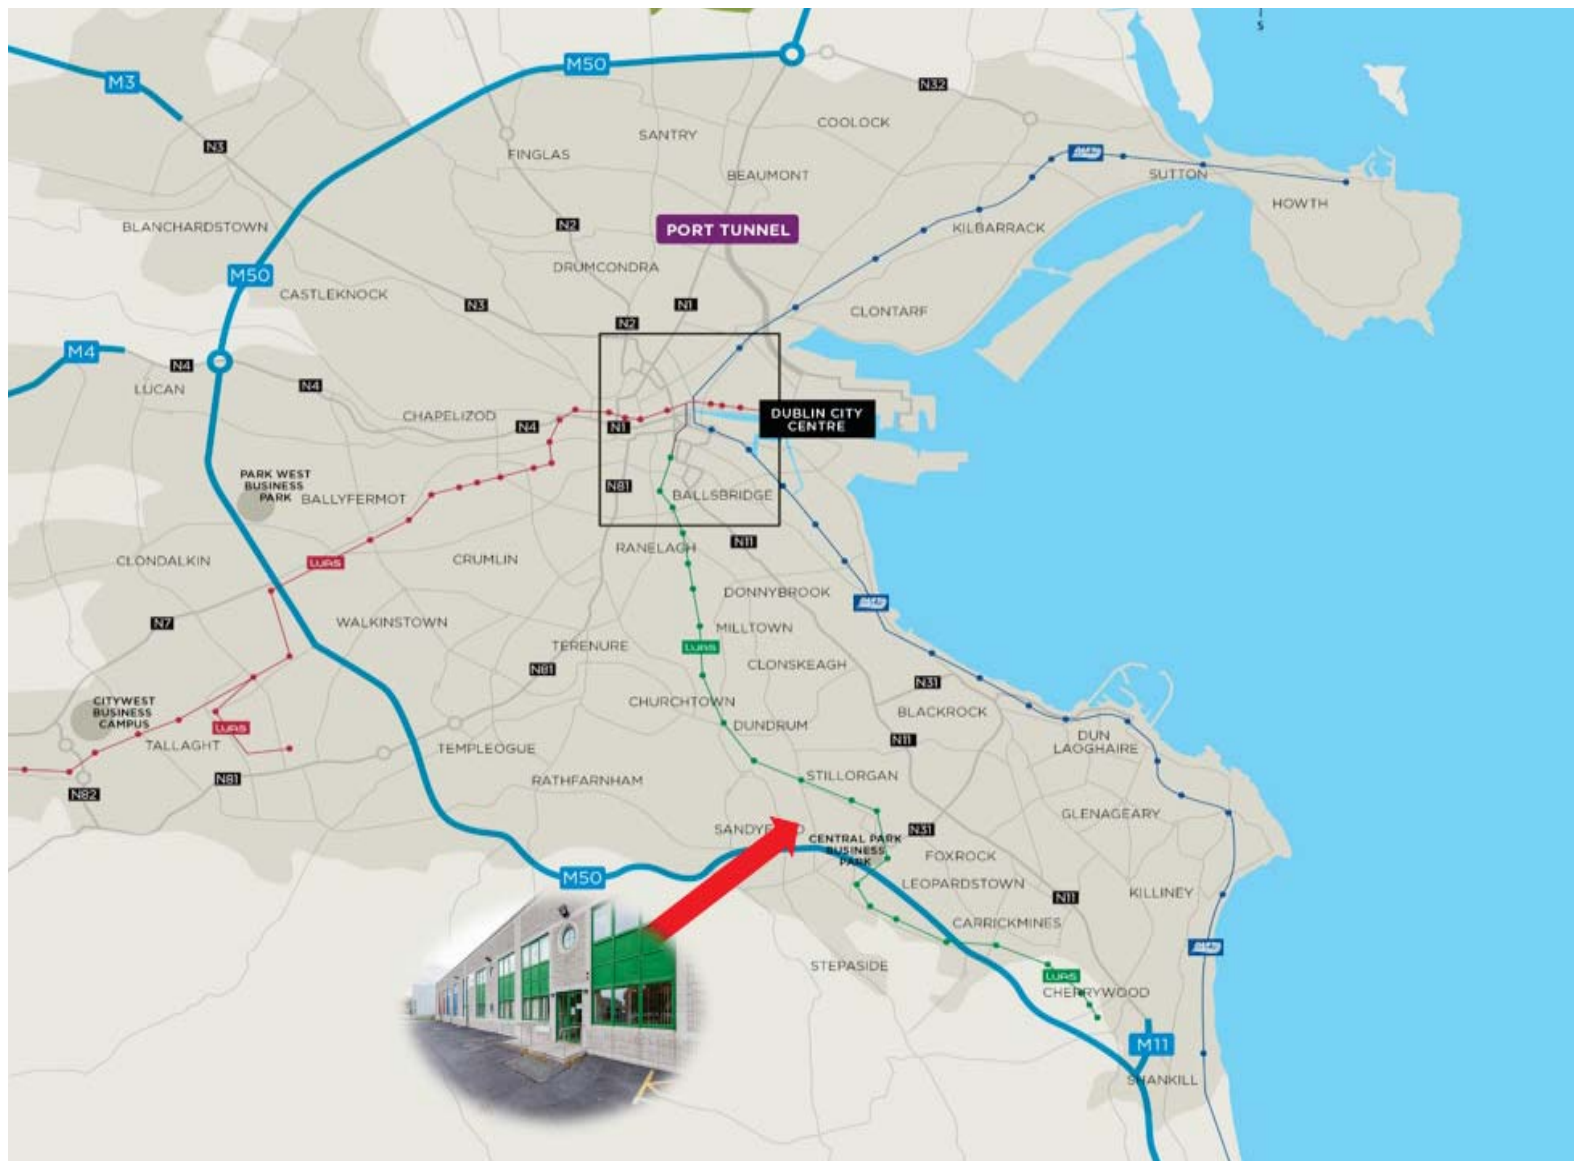 S
M3
M50
N32
COOLOCK
SANTRY
N3
FINGLAS
BEAUMONT
SUTTON
HOWTH
BLANCHARDSTOWN
N2
PORT TUNNEL
KILBARRACK
M50
DRUMCONDRA
CASTLEKNOCK
N3
N1
CLONTARF
N2
M4
N4
LUCAN
N4
CHAPELIZOD
N4
N1
DUBLIN CITY
CENTRE
PARK WEST
BUSINESS
PARK
BALLYFERMOT
N81
BALLSBRIDGE
RANELAGH
N11
CLONDALKIN
LUAS
CRUMLIN
DONNYBROOK
N7
WALKINSTOWN
MILLTOWN
TERENURE
LUAS
N81
CLONSKEAGH
N31
CITYWEST
BUSINESS
CAMPUS
LUAS
CHURCHTOWN
BLACKROCK
DUNDRUM
TALLAGHT
TEMPLEOGUE
N11
DUN
LAOGHAIRE
N82
N81
RATHFARNHAM
STILLORGAN
GLENAGEARY
SANDYF D
CENTRAL PARK
BUSINESS
PARK
N31
FOXROCK
M50
LEOPARDSTOWN
N11
KILLINEY
CARRICKMINES
STEPASIDE
LUAS
CHERRYWOOD
M11
SHANKILL